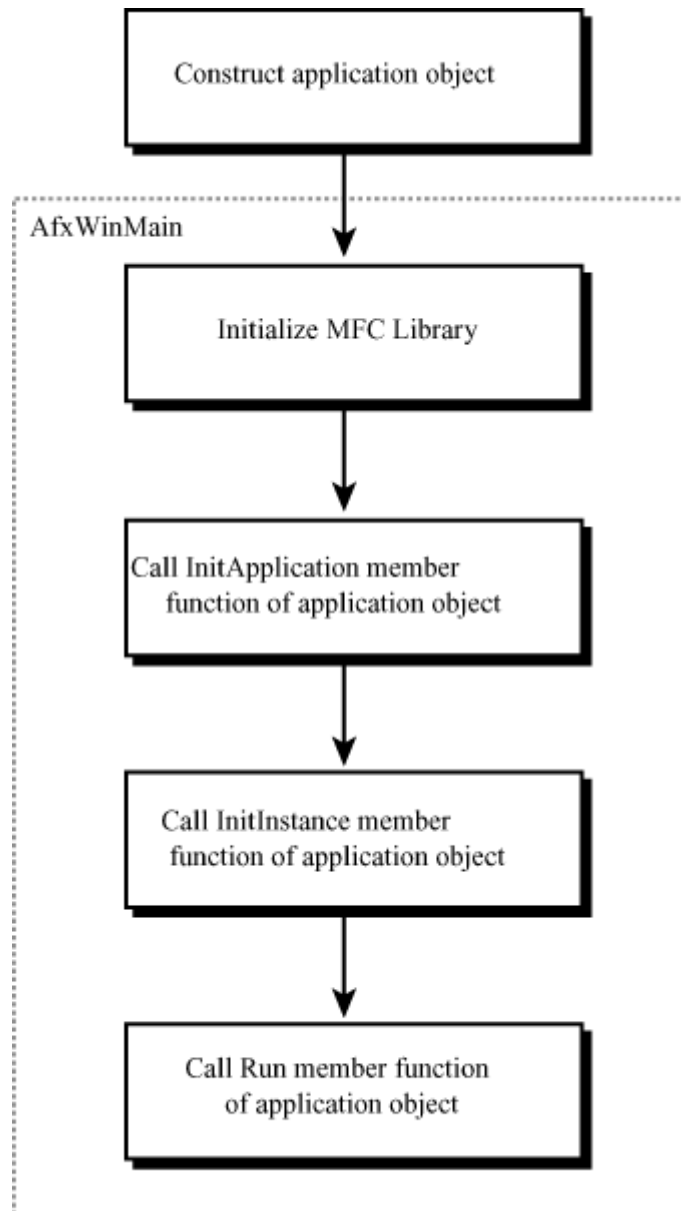 Construct application object
AfxWinMain
Initialize MFC Library
Call InitApplication member
function of application object
Call InitInstance member
function of application object
Call Run member function
of application object